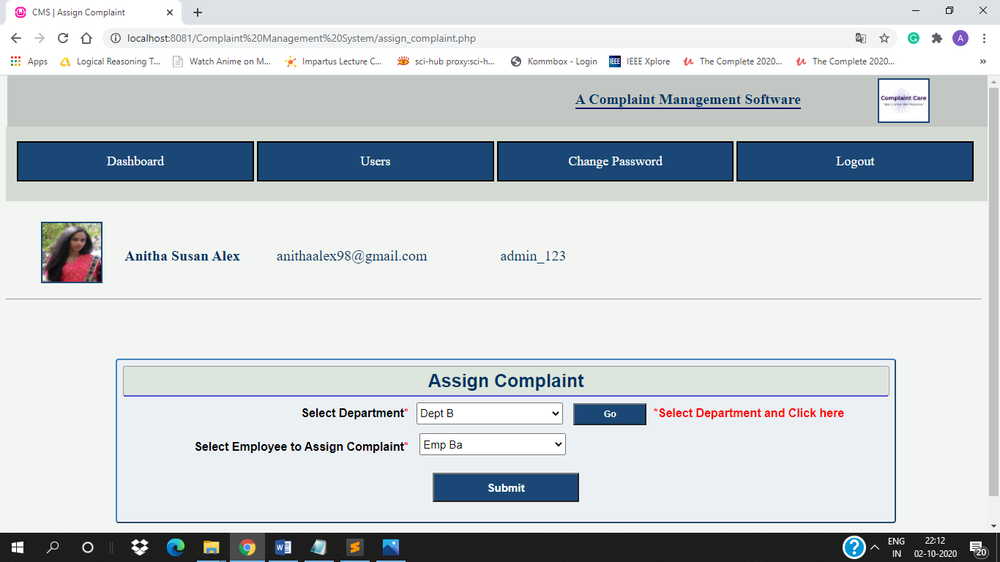 CMS | Assign Complaint
localhost:8081/Complaint%20Management%20System/assign_complaint.php
A
Apps Logical Reasoning T... Watch Anime on M... Impartus Lecture C... sci-hub proxy:sci-h... Kommbox - Login IEEE IEEE Xplore The Complete 2020... The Complete 2020... »
A Complaint Management Software
Complaint Care
Dashboard Users Change Password Logout
Anitha Susan Alex anithaalex98@gmail.com admin_123
Assign Complaint
Select Department* Dept B Go *Select Department and Click here
Select Employee to Assign Complaint* Emp Ba
Submit
ENG 22:12
IN 02-10-2020 20